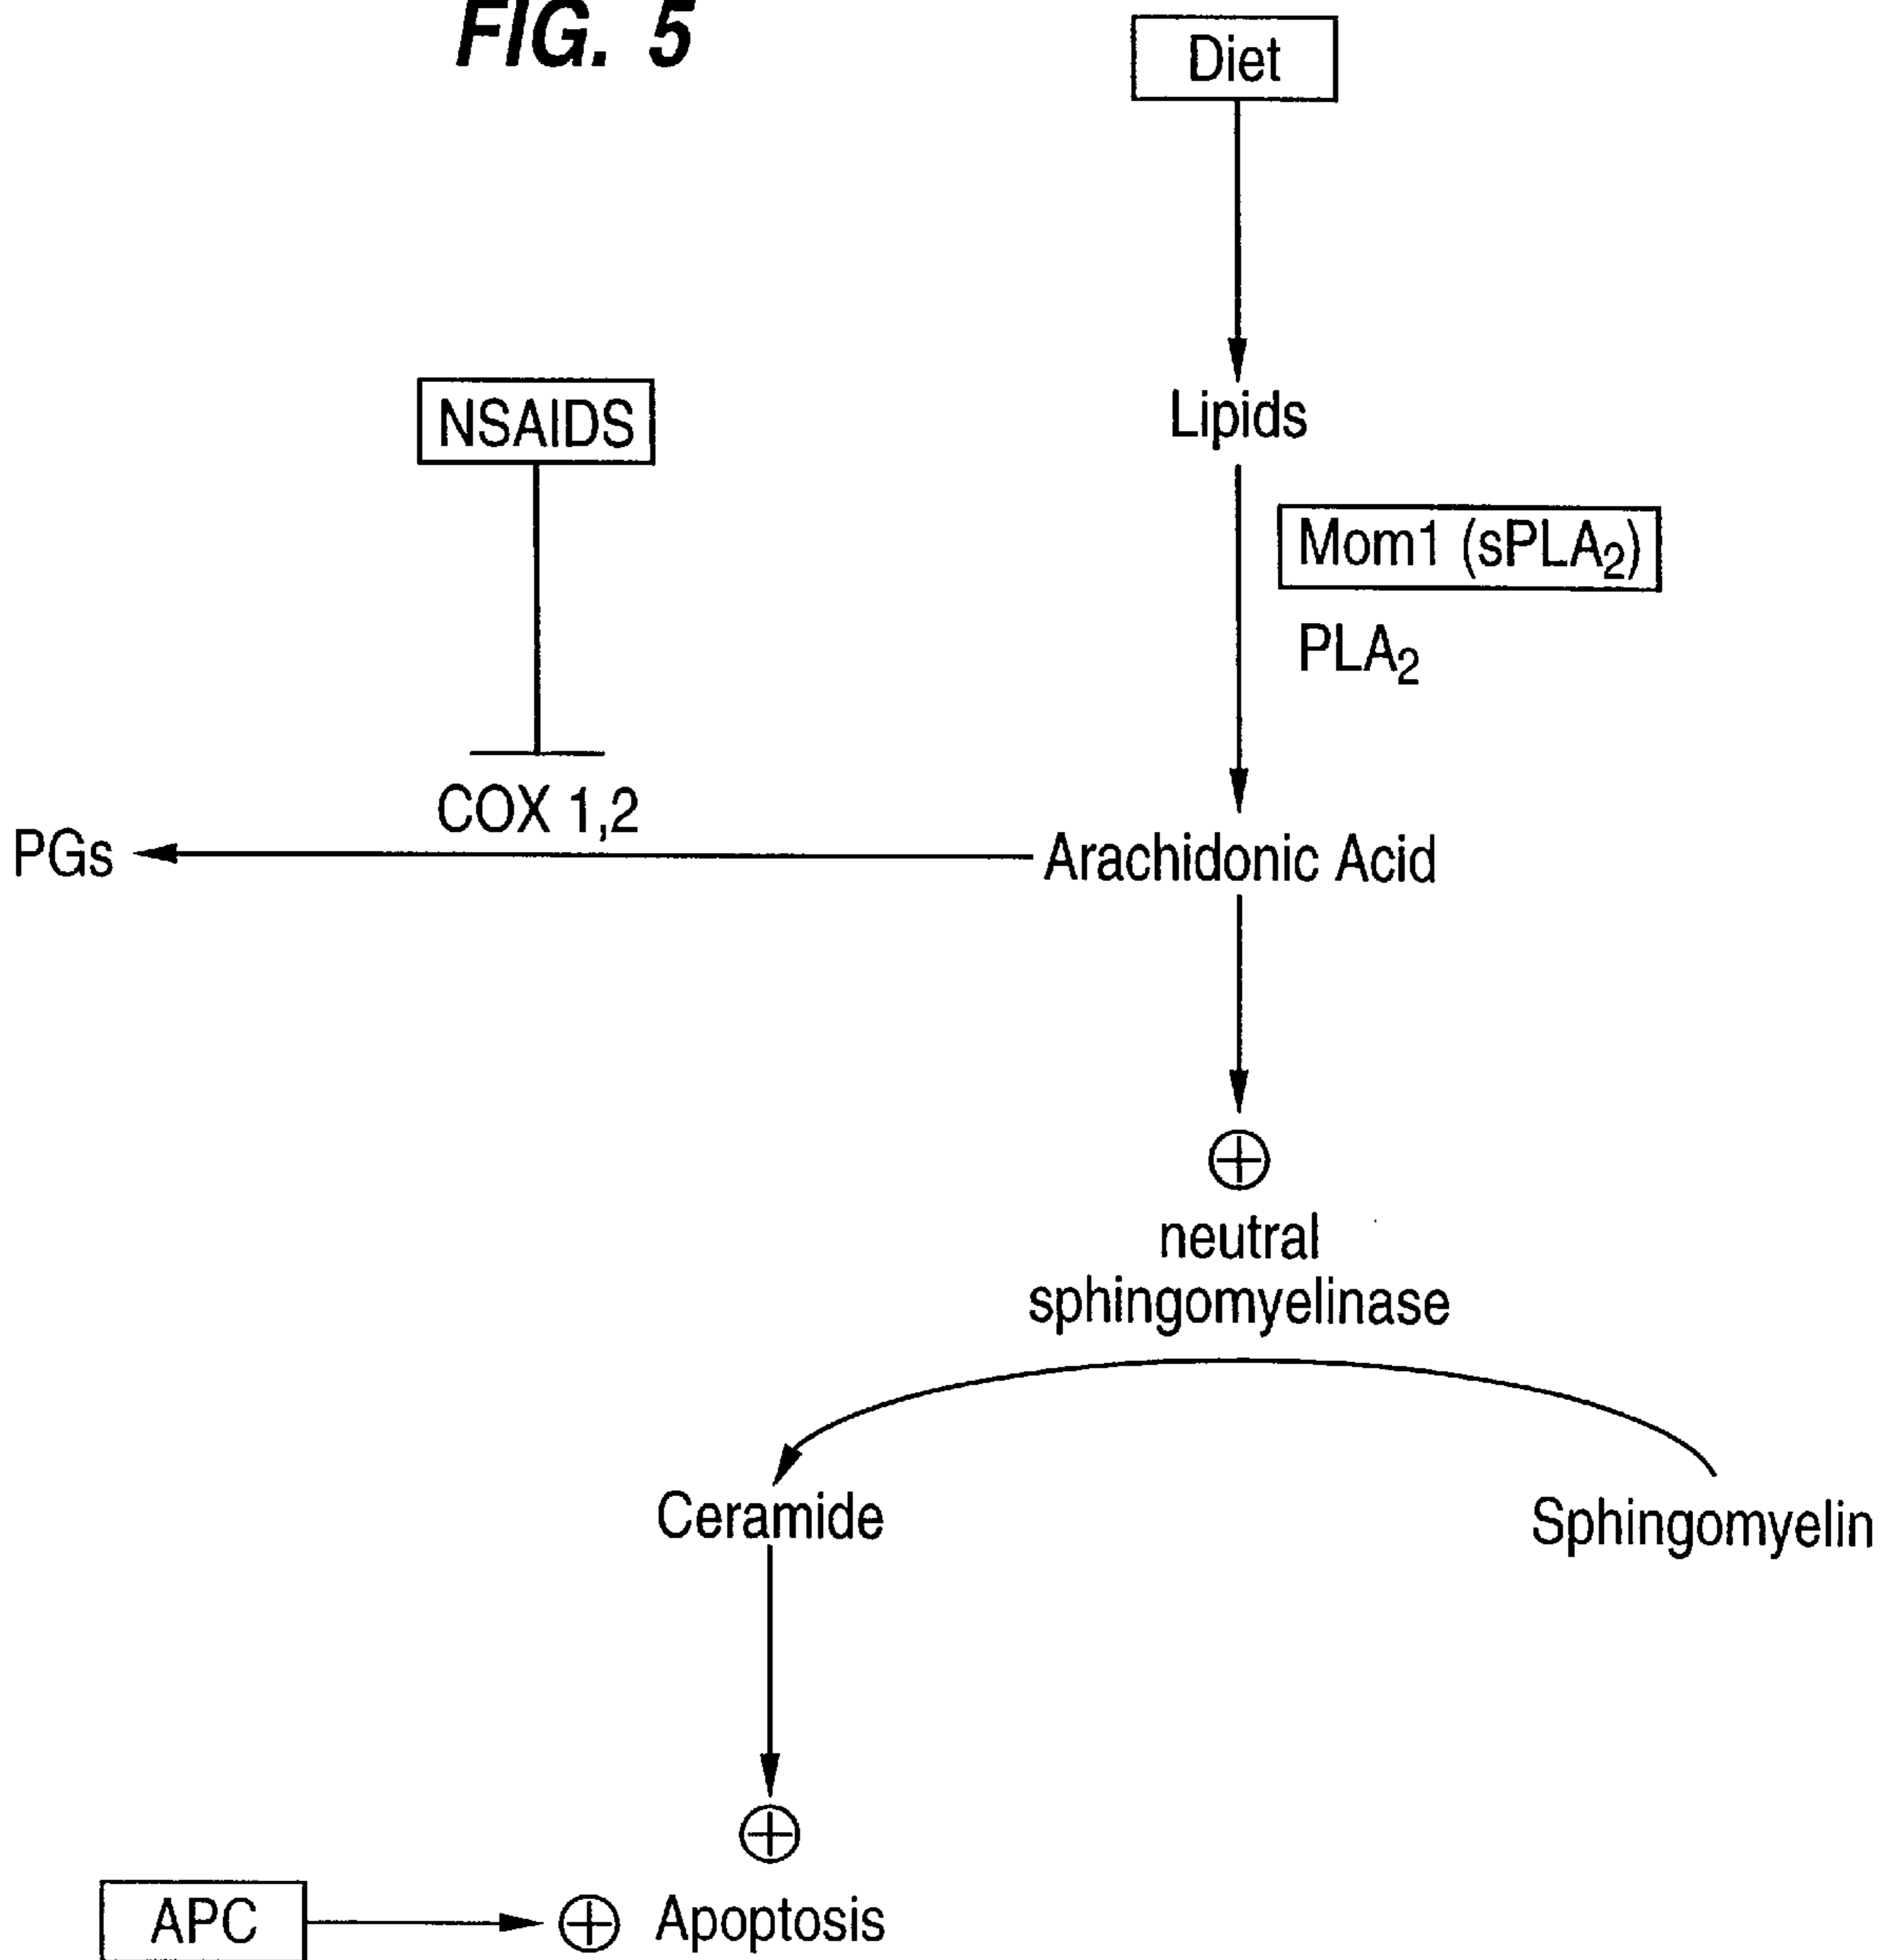 FIG. 5
Diet
Lipids
NSAIDS
Mom1 (sPLA₂)
PLA₂
COX 1,2
PGs
Arachidonic Acid
neutral
sphingomyelinase
Ceramide
Sphingomyelin
APC
Apoptosis